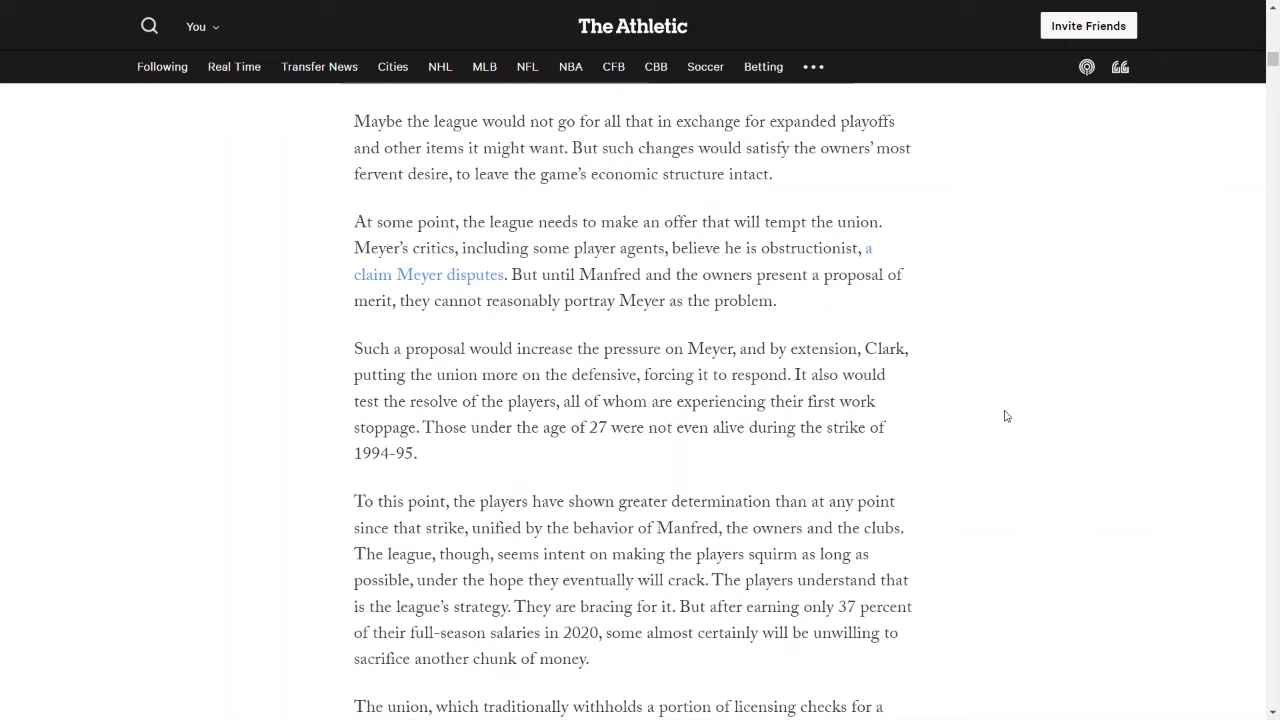 You
The Athletic
Invite Friends
Following Real Time Transfer News Cities NHL MLB NFL NBA CFB CBB Soccer Betting
Maybe the league would not go for all that in exchange for expanded playoffs
and other items it might want. But such changes would satisfy the owners’ most
fervent desire, to leave the game’s economic structure intact.
At some point, the league needs to make an offer that will tempt the union.
Meyer’s critics, including some player agents, believe he is obstructionist, a
claim Meyer disputes. But until Manfred and the owners present a proposal of
merit, they cannot reasonably portray Meyer as the problem.
Such a proposal would increase the pressure on Meyer, and by extension, Clark,
putting the union more on the defensive, forcing it to respond. It also would
test the resolve of the players, all of whom are experiencing their first work
stoppage. Those under the age of 27 were not even alive during the strike of
1994-95.
To this point, the players have shown greater determination than at any point
since that strike, unified by the behavior of Manfred, the owners and the clubs.
The league, though, seems intent on making the players squirm as long as
possible, under the hope they eventually will crack. The players understand that
is the league’s strategy. They are bracing for it. But after earning only 37 percent
of their full-season salaries in 2020, some almost certainly will be unwilling to
sacrifice another chunk of money.
The union, which traditionally withholds a portion of licensing checks for a